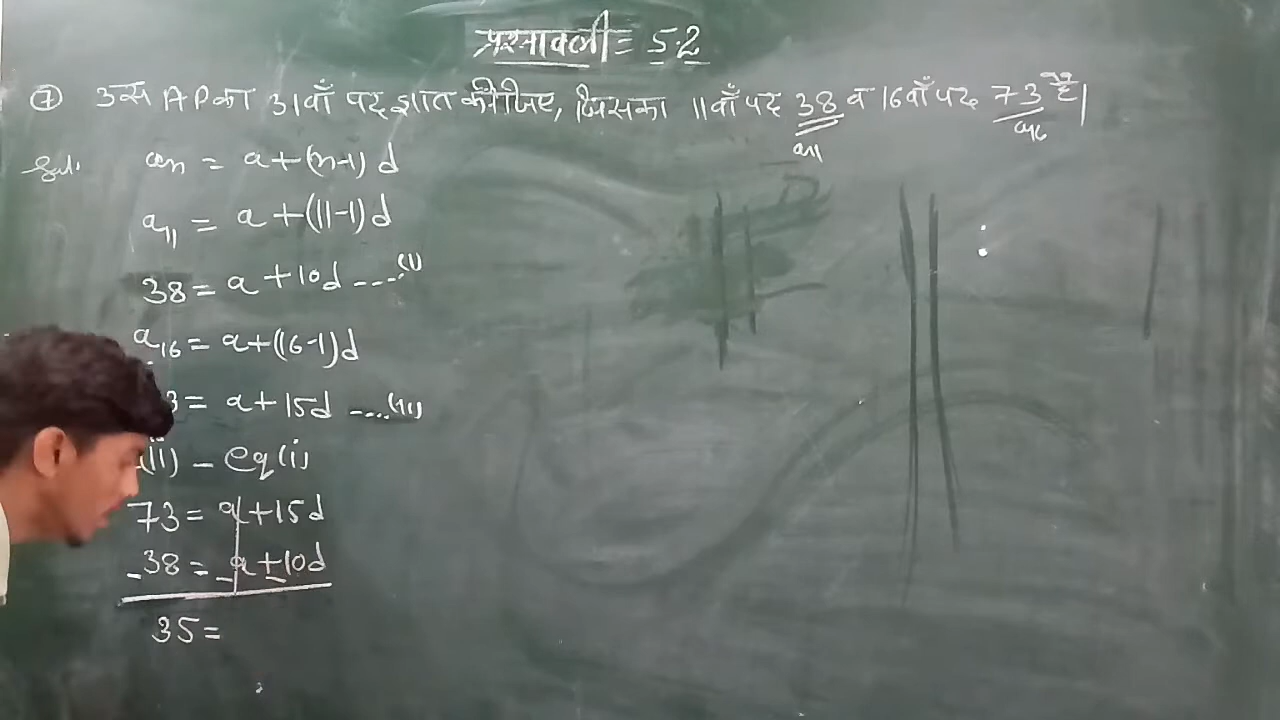 प्रश्नावली = 5.2
⑦ उस AP का 31वाँ पद ज्ञात कीजिए, जिसका 11वाँ पद 38 व 16वाँ पद 73 है।
a11 a16
Sol. an = a+(n-1)d
a11 = a+(11-1)d
38 = a+10d ----(i)
a16 = a+(16-1)d
3 = a+15d ----(ii)
(ii) - eq(i)
73 = a+15d
-38 = -a+10d
35 =